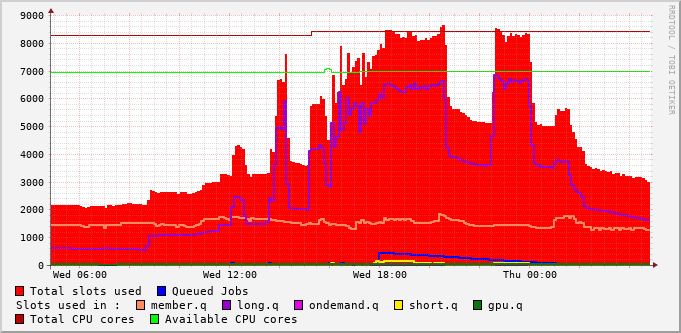 9000
8000
7000
6000
5000
4000
3000
2000
1000
0
Wed 06:00 Wed 12:00 Wed 18:00 Thu 00:00
Total slots used Queued Jobs
Slots used in : member.q long.q ondemand.q short.q gpu.q
Total CPU cores Available CPU cores
RRDTOOL / TOBI OETIKER